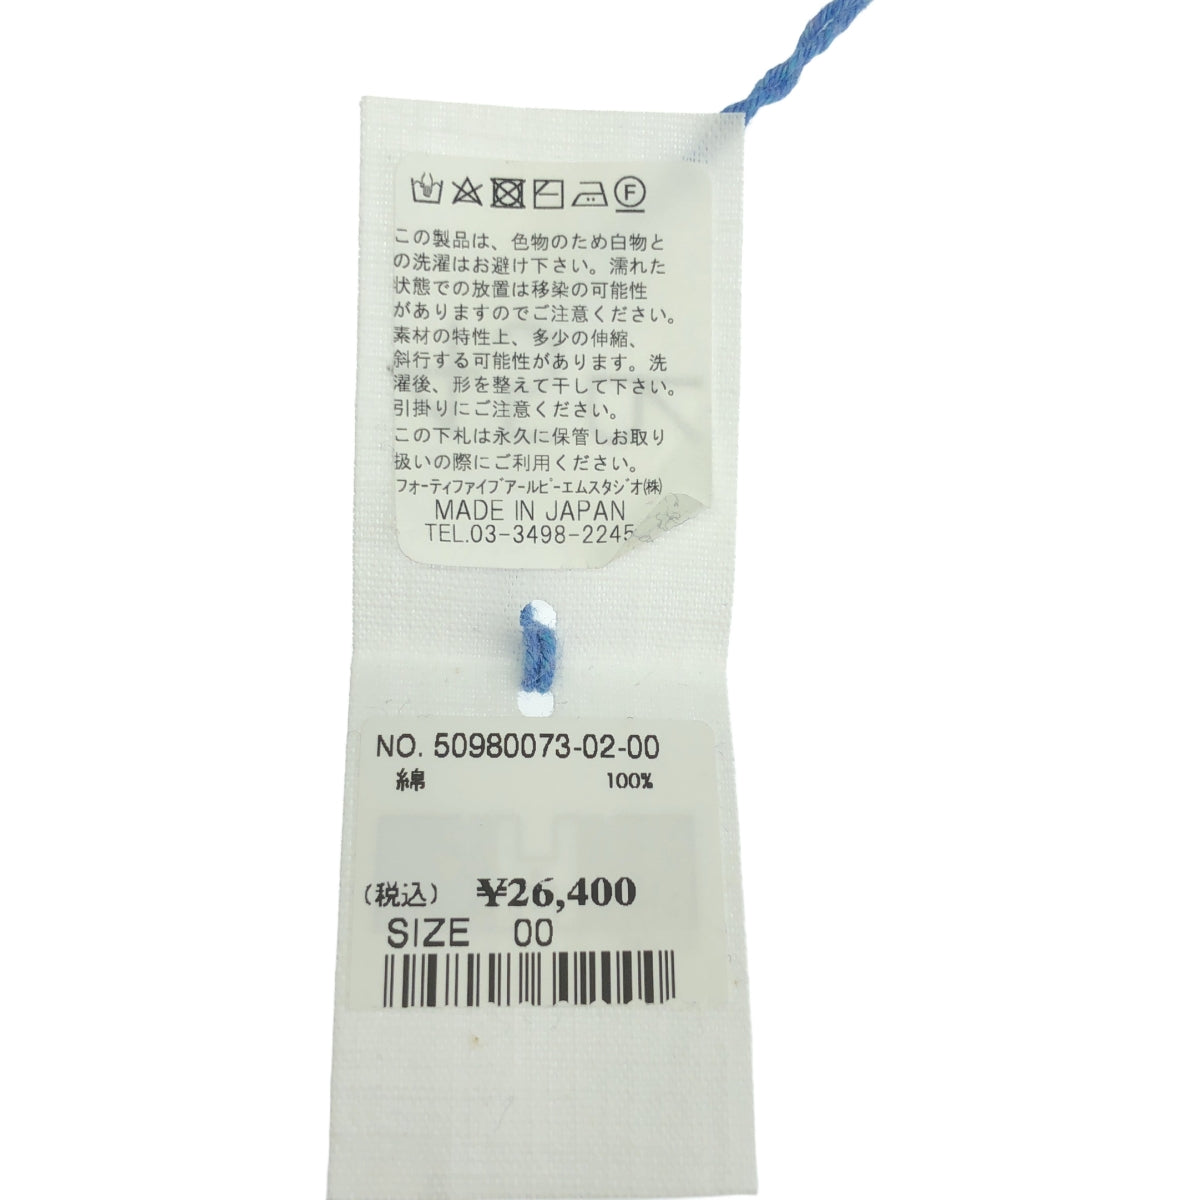 この製品は、色物のため白物と
の洗濯はお避け下さい。濡れた
状態での放置は移染の可能性
がありますのでご注意ください。
素材の特性上、多少の伸縮、
斜行する可能性があります。洗
濯後、形を整えて干して下さい。
引掛りにご注意ください。
この下札は永久に保管しお取り
扱いの際にご利用ください。
フォーティファイブアールピーエムスタジオ(株)
MADE IN JAPAN
TEL.03-3498-2245
NO. 50980073-02-00
綿 100%
(税込) ¥26,400
SIZE 00